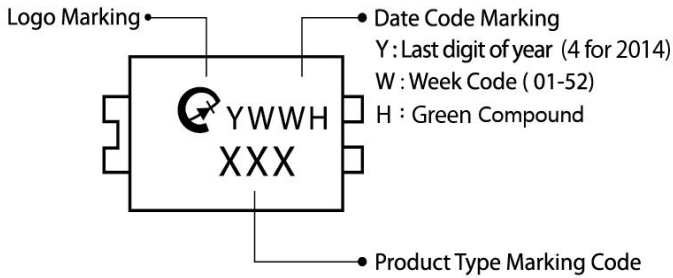 Logo Marking
Date Code Marking
Y : Last digit of year (4 for 2014)
W : Week Code ( 01-52)
H : Green Compound
YWWH
XXX
Product Type Marking Code